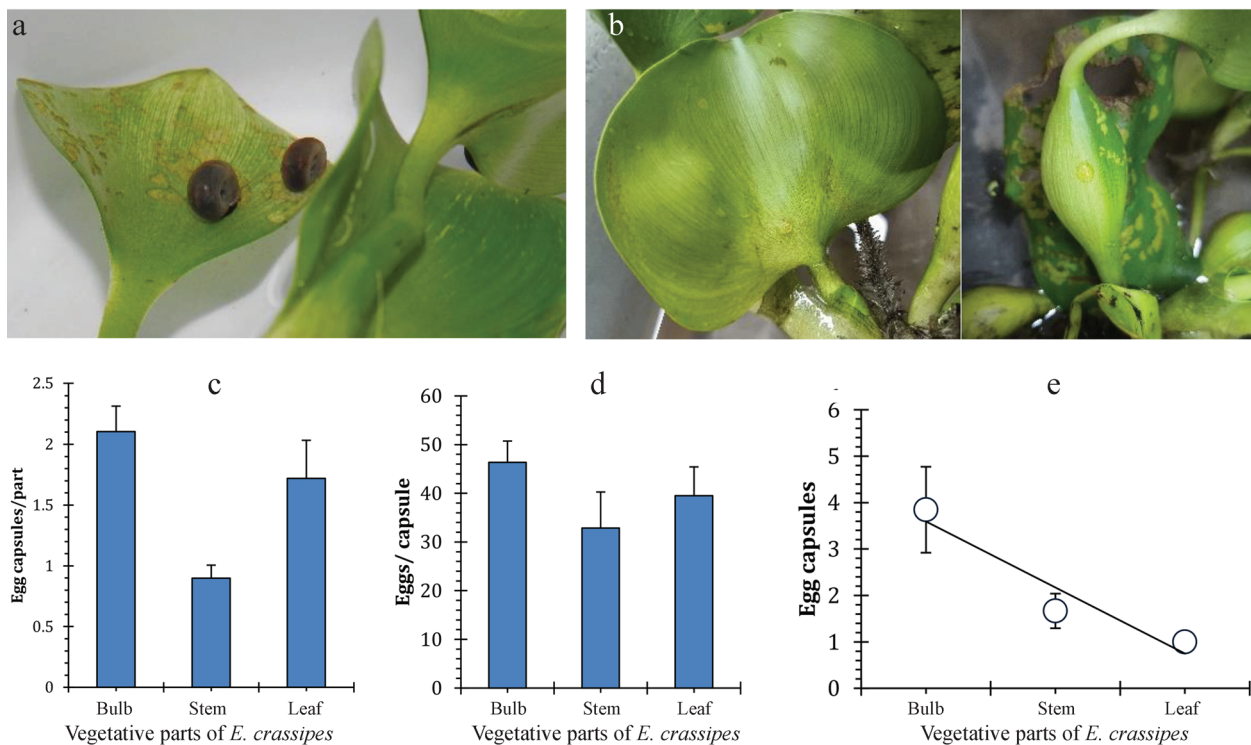 a
b
c
2.5
2
1.5
1
0.5
0
Egg capsules/part
Bulb Stem Leaf
Vegetative parts of E. crassipes
d
60
50
40
30
20
10
0
Eggs/ capsule
Bulb Stem Leaf
Vegetative parts of E. crassipes
e
6
5
4
3
2
1
0
Egg capsules
Bulb Stem Leaf
Vegetative parts of E. crassipes